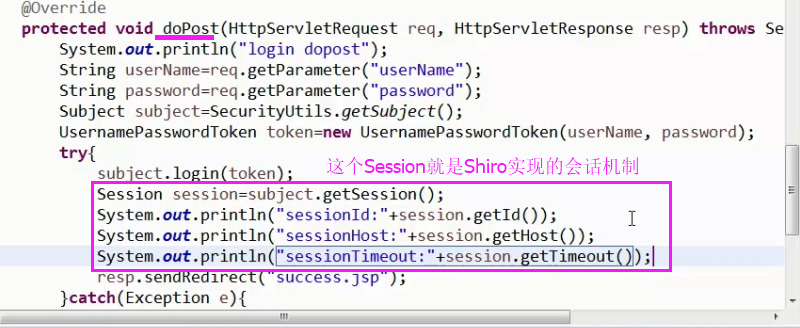 @Override
protected void doPost(HttpServletRequest req, HttpServletResponse resp) throws Se
System.out.println("login dopost");
String userName=req.getParameter("userName");
String password=req.getParameter("password");
Subject subject=SecurityUtils.getSubject();
UsernamePasswordToken token=new UsernamePasswordToken(userName, password);
try{
这个Session就是Shiro实现的会话机制
subject.login(token);
Session session=subject.getSession();
System.out.println("sessionId:"+session.getId());
System.out.println("sessionHost:"+session.getHost());
System.out.println("sessionTimeout:"+session.getTimeout());
resp.sendRedirect("success.jsp");
}catch(Exception e){